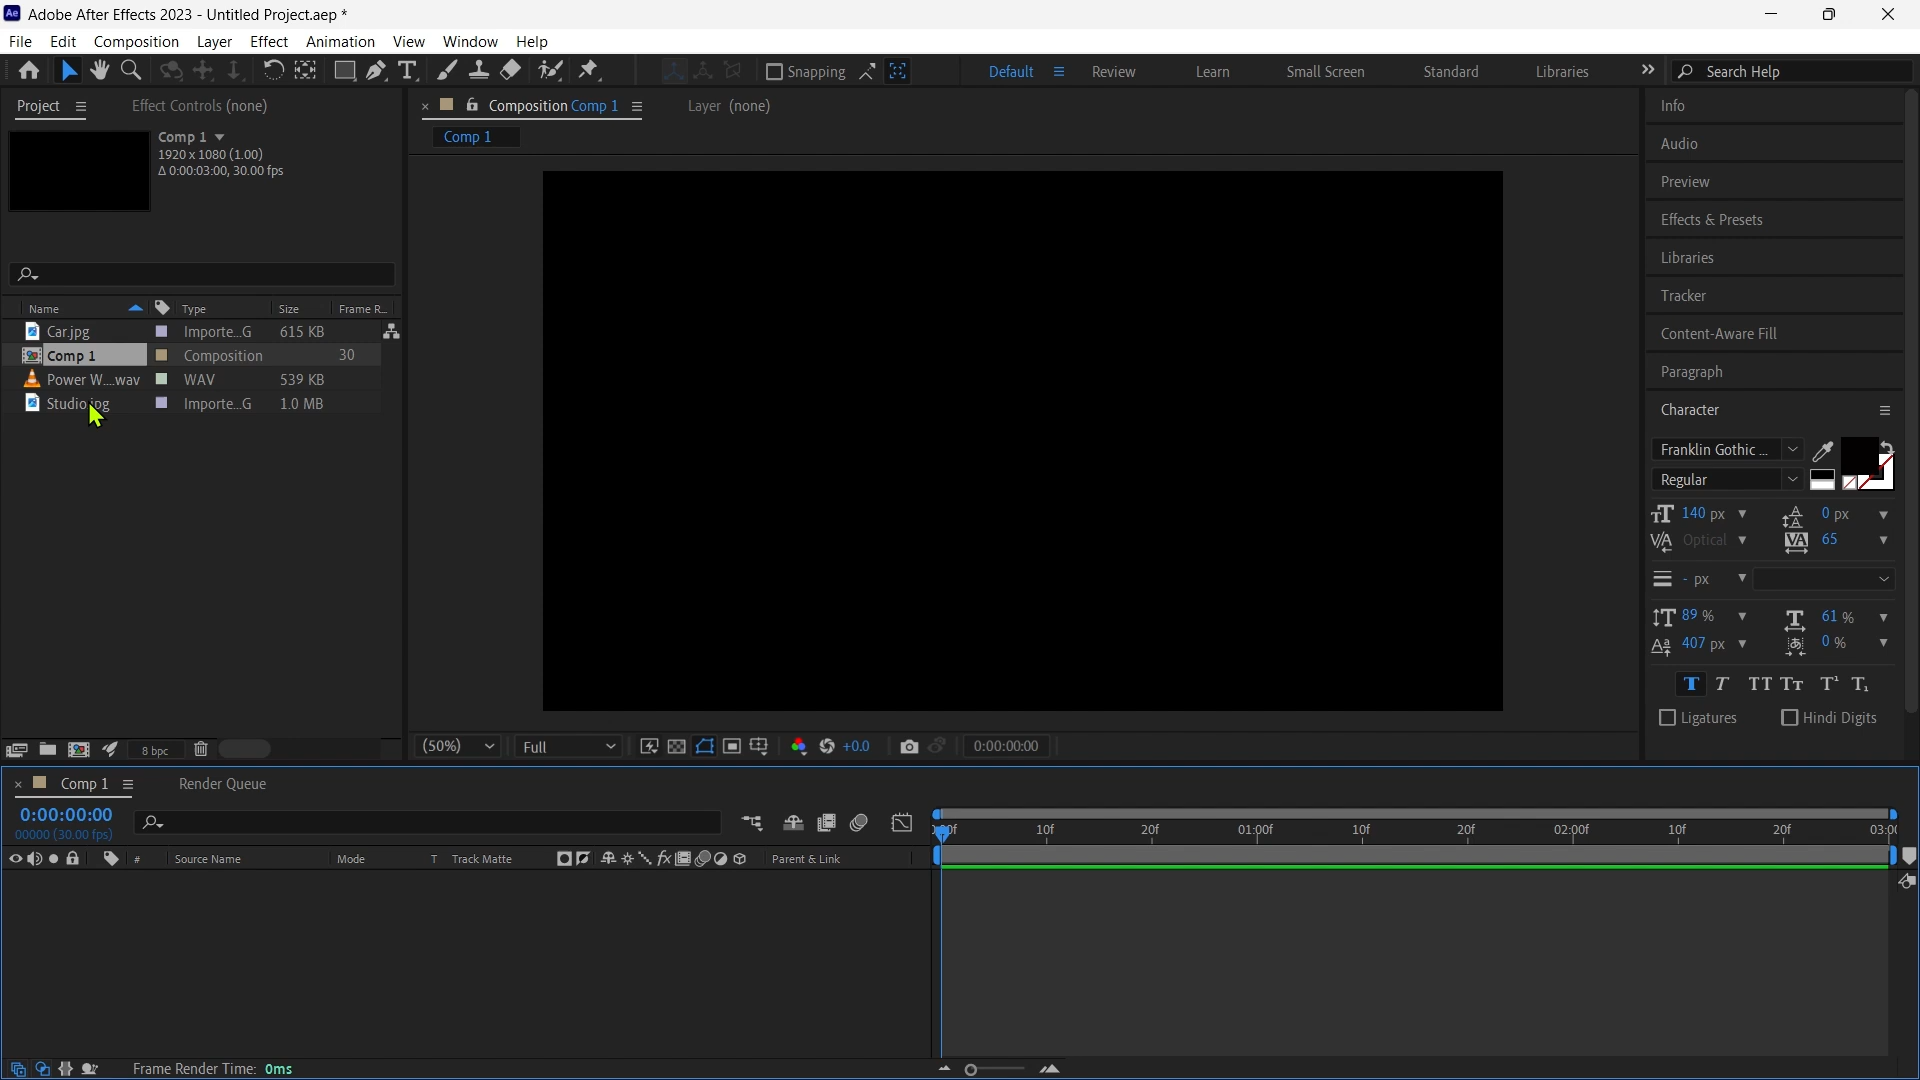 Adobe After Effects 2023 - Untitled Project.aep *
File Edit Composition Layer Effect Animation View Window Help
Snapping Default Review Learn Small Screen Standard Libraries Search Help
Project Effect Controls (none)
Comp 1
1920 x 1080 (1.00)
Δ 0:00:03:00, 30.00 fps
Name Type Size Frame R...
Car.jpg Importe...G 615 KB
Comp 1 Composition 30
Power W....wav WAV 539 KB
Studio.jpg Importe...G 1.0 MB
8 bpc
Composition Comp 1 Layer (none)
Comp 1
(50%) Full +0.0 0:00:00:00
Info
Audio
Preview
Effects & Presets
Libraries
Tracker
Content-Aware Fill
Paragraph
Character
Franklin Gothic ...
Regular
140 px 0 px
Optical 65
- px
89 % 61 %
407 px 0 %
Ligatures Hindi Digits
Comp 1 Render Queue
0:00:00:00
00000 (30.00 fps)
# Source Name Mode T Track Matte Parent & Link
10f 20f 01:00f 10f 20f 02:00f 10f 20f
Frame Render Time: 0ms